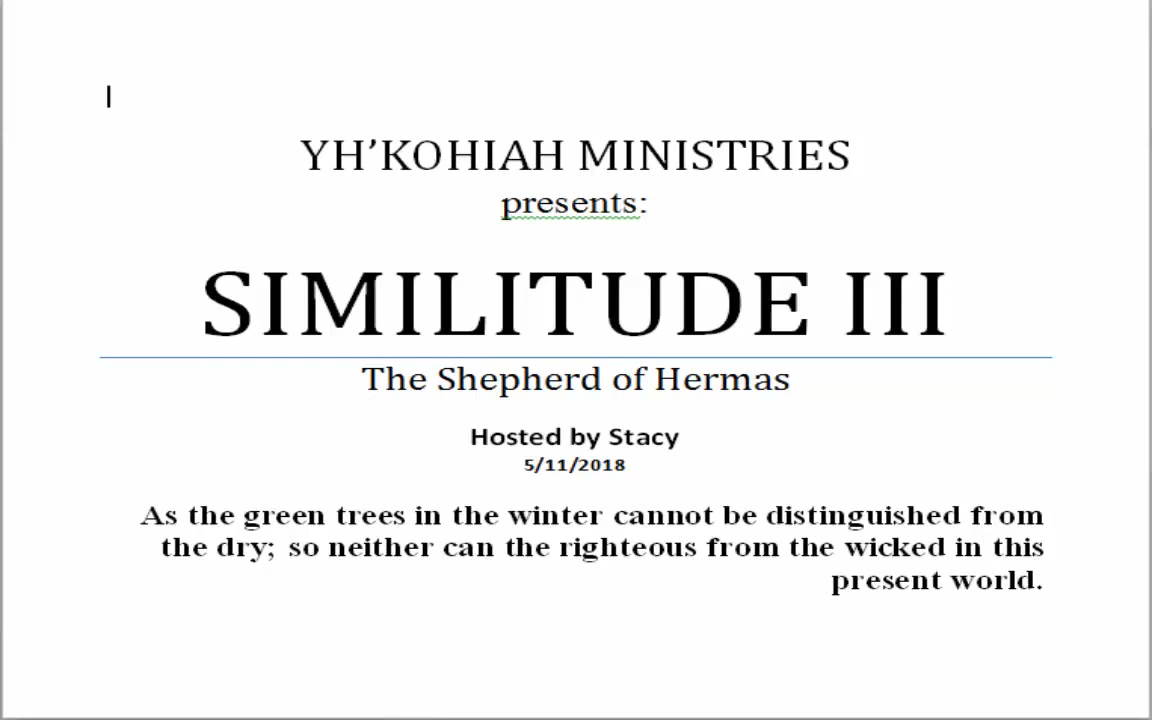 YH’KOHIAH MINISTRIES
presents:
SIMILITUDE III
The Shepherd of Hermas
Hosted by Stacy
5/11/2018
As the green trees in the winter cannot be distinguished from
the dry; so neither can the righteous from the wicked in this
present world.